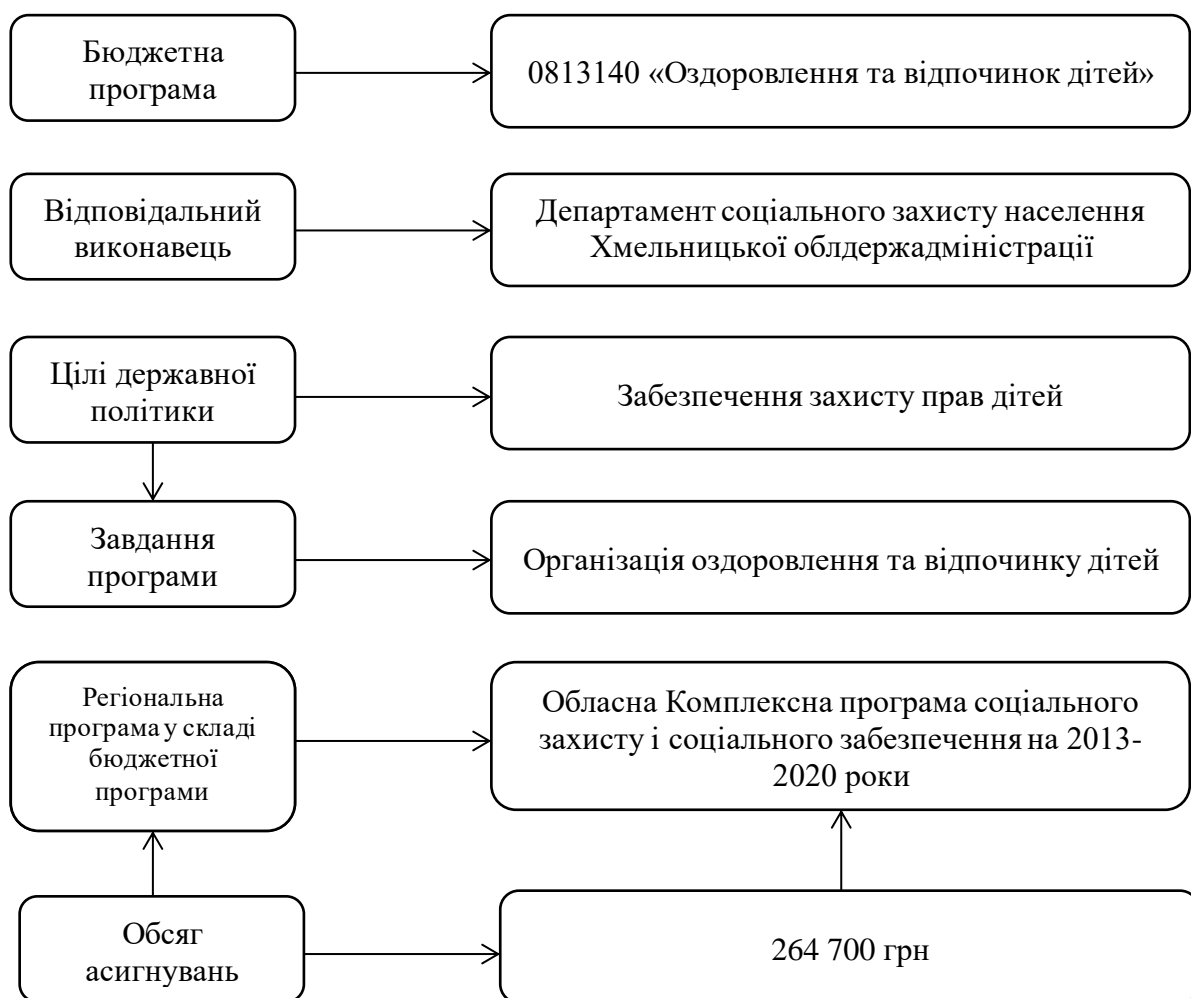 Бюджетна
програма
0813140 «Оздоровлення та відпочинок дітей»
Відповідальний
виконавець
Департамент соціального захисту населення
Хмельницької облдержадміністрації
Цілі державної
політики
Забезпечення захисту прав дітей
Завдання
програми
Організація оздоровлення та відпочинку дітей
Регіональна
програма у складі
бюджетної
програми
Обласна Комплексна програма соціального
захисту і соціального забезпечення на 2013-
2020 роки
Обсяг
асигнувань
264 700 грн